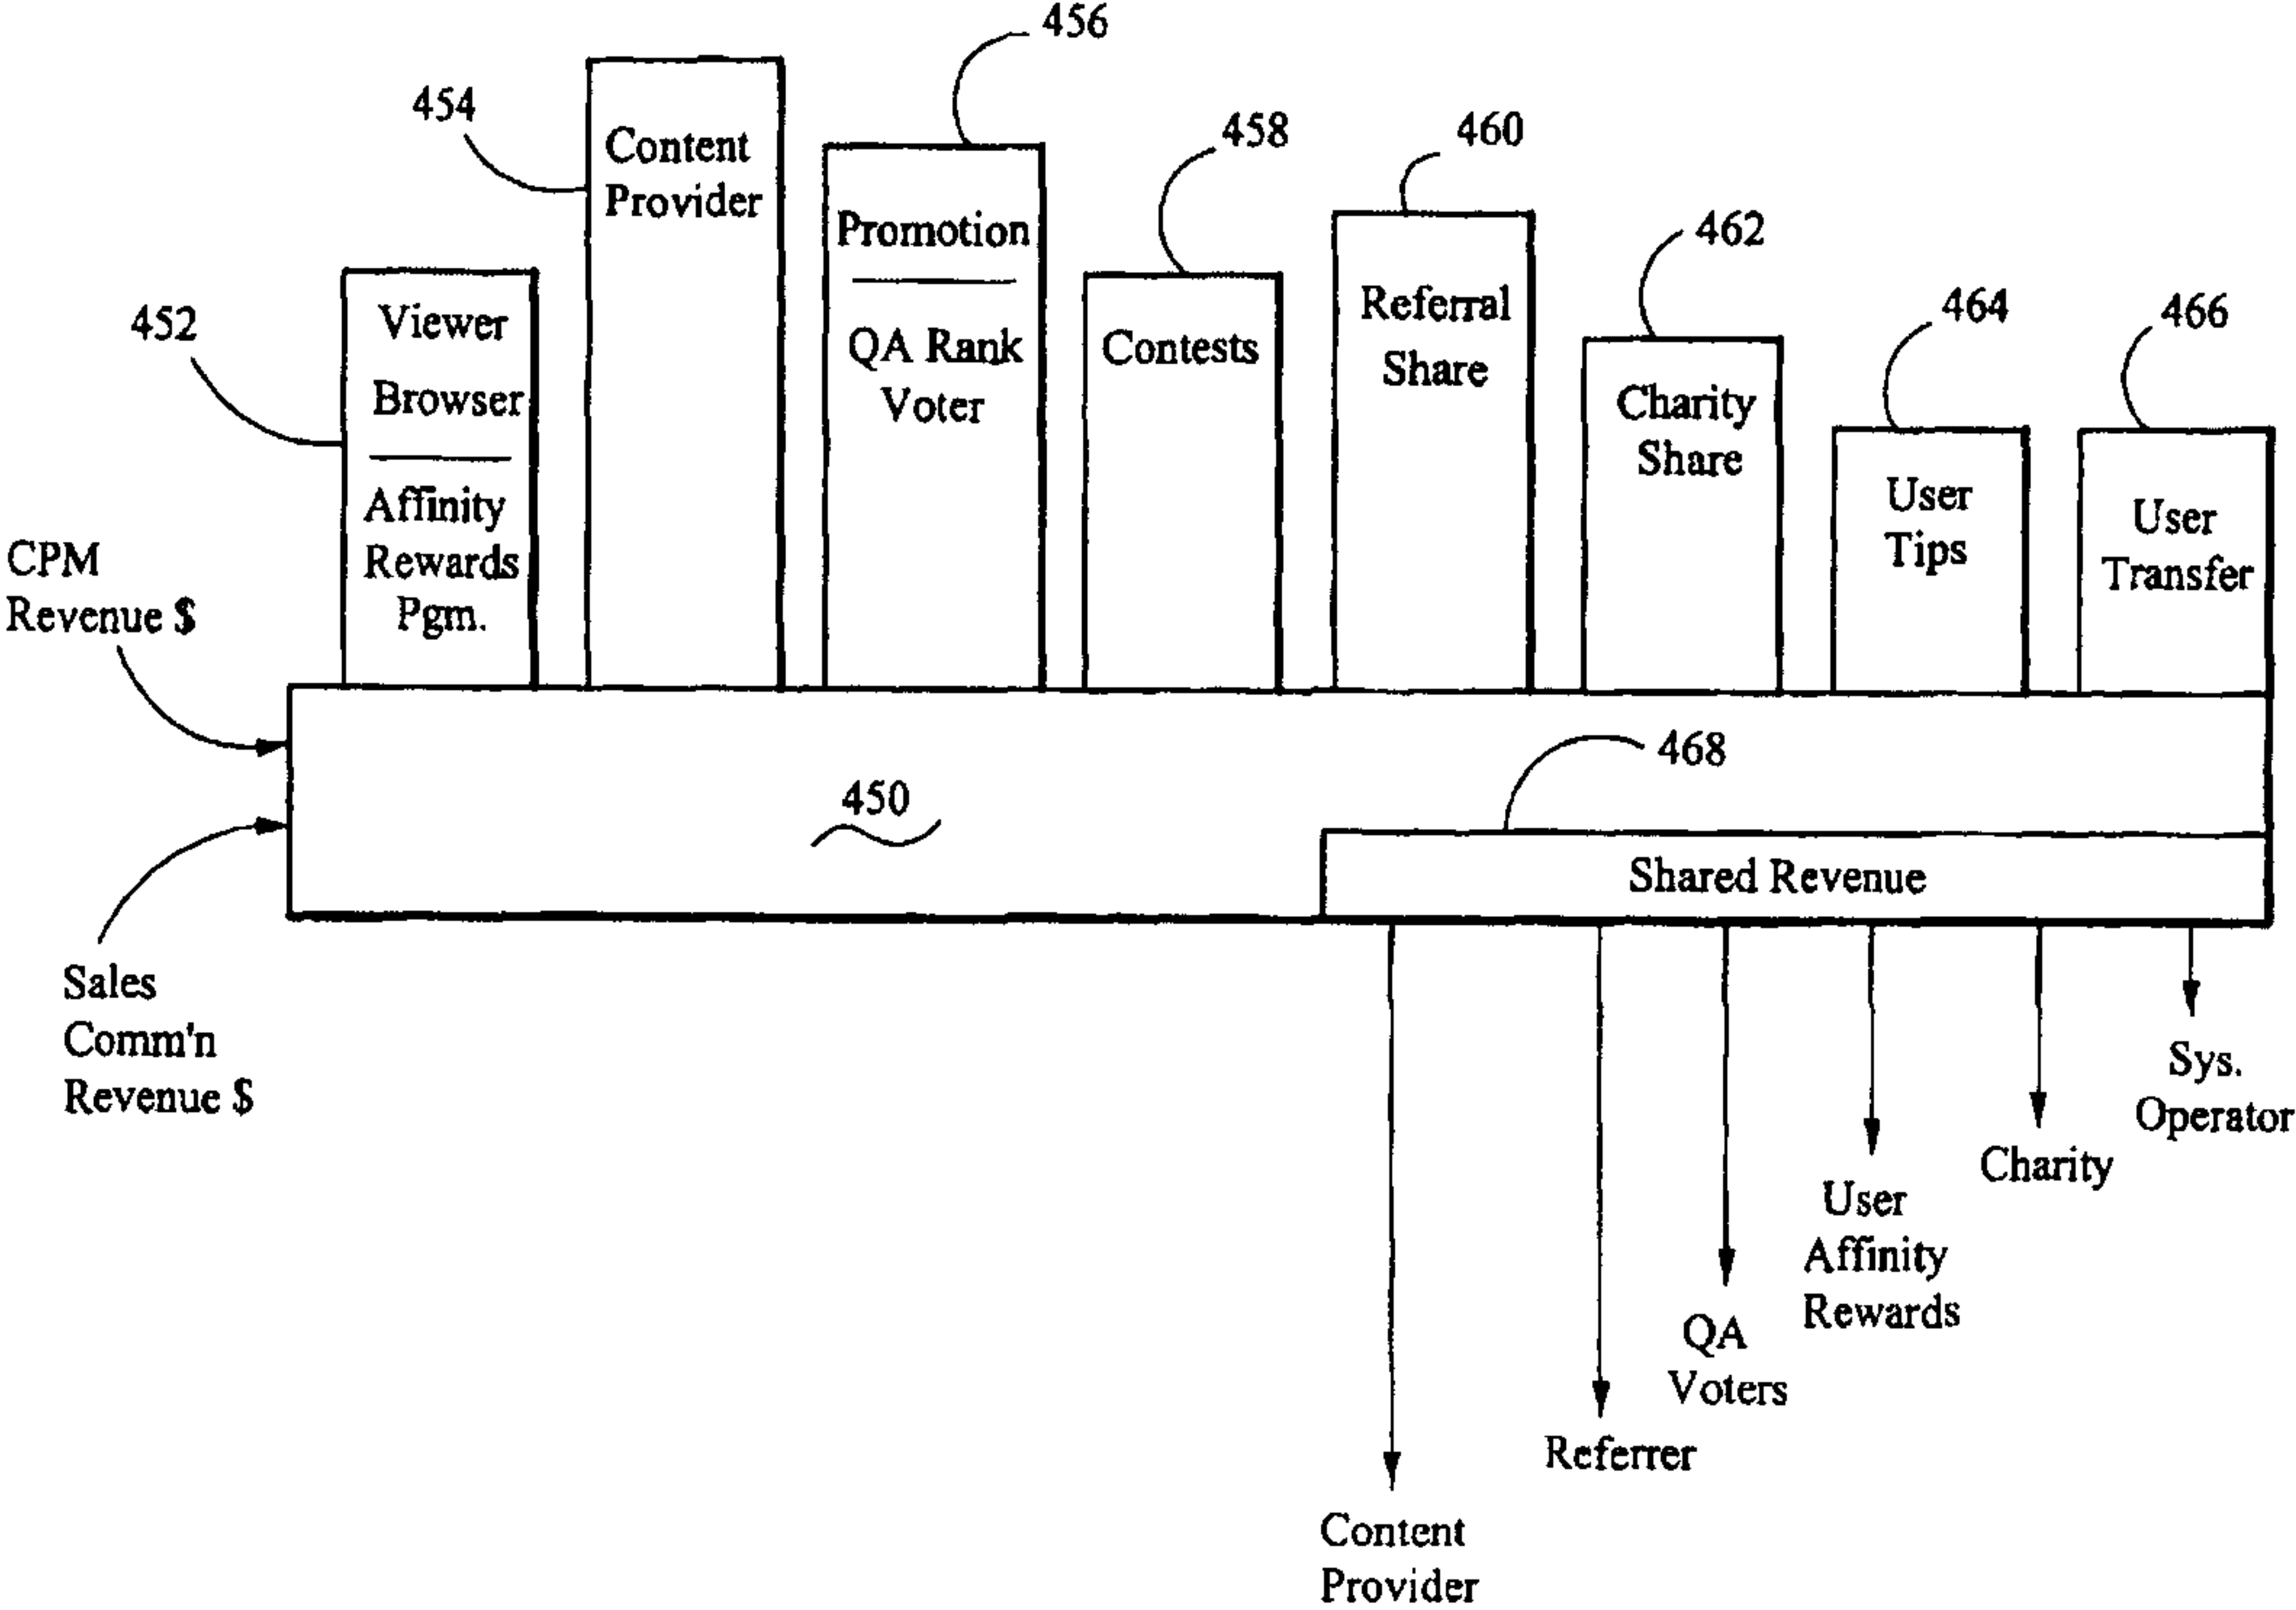 456
454
Content
Provider
458
460
Promotion
QA Rank
Voter
462
452
Viewer
Browser
Affinity
Rewards
Pgm.
Contests
Referral
Share
Charity
Share
464
466
User
Tips
User
Transfer
CPM
Revenue $
468
450
Shared Revenue
Sales
Comm'n
Revenue $
Sys.
Operator
Charity
User
Affinity
Rewards
QA
Voters
Referrer
Content
Provider